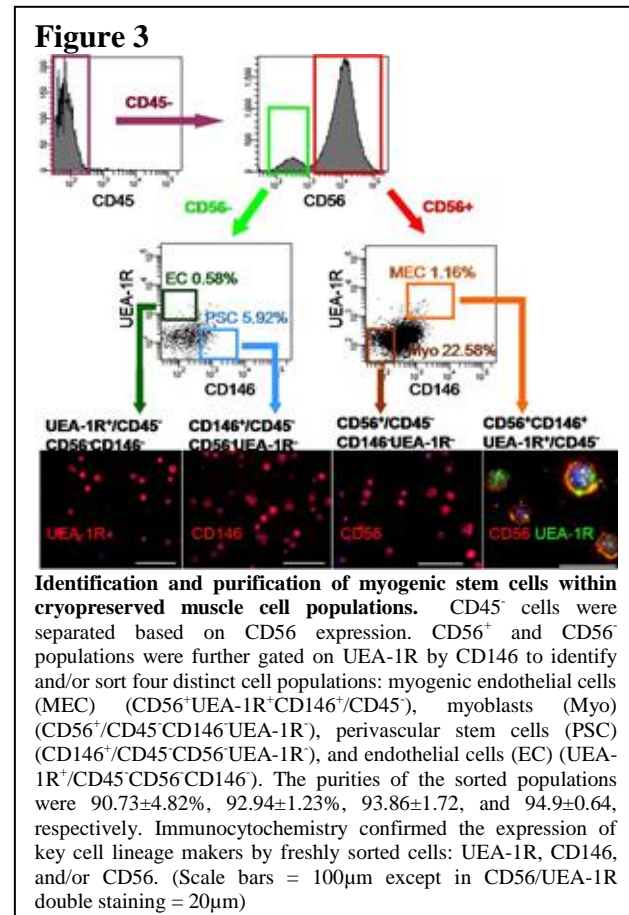 Figure 3
CD45-
CD45
CD56
CD56-
CD56+
UEA-1R
EC 0.58%
PSC 5.92%
CD146
UEA-1R
MEC 1.16%
Myo 22.58%
CD146
UEA-1R⁺/CD45⁻
CD56⁻CD146⁻
CD146⁺/CD45⁻
CD56⁻UEA-1R⁻
CD56⁺/CD45⁻
CD146⁻UEA-1R⁻
CD56⁺CD146⁺
UEA-1R⁺/CD45⁻
UEA-1R
CD146
CD56
CD56 UEA-1R
Identification and purification of myogenic stem cells within
cryopreserved muscle cell populations. CD45⁻ cells were
separated based on CD56 expression. CD56⁺ and CD56⁻
populations were further gated on UEA-1R by CD146 to identify
and/or sort four distinct cell populations: myogenic endothelial cells
(MEC) (CD56⁺UEA-1R⁺CD146⁺/CD45⁻), myoblasts (Myo)
(CD56⁺/CD45⁻CD146⁻UEA-1R⁻), perivascular stem cells (PSC)
(CD146⁺/CD45⁻CD56⁻UEA-1R⁻), and endothelial cells (EC) (UEA-
1R⁺/CD45⁻CD56⁻CD146⁻). The purities of the sorted populations
were 90.73±4.82%, 92.94±1.23%, 93.86±1.72, and 94.9±0.64,
respectively. Immunocytochemistry confirmed the expression of
key cell lineage makers by freshly sorted cells: UEA-1R, CD146,
and/or CD56. (Scale bars = 100µm except in CD56/UEA-1R
double staining = 20µm)